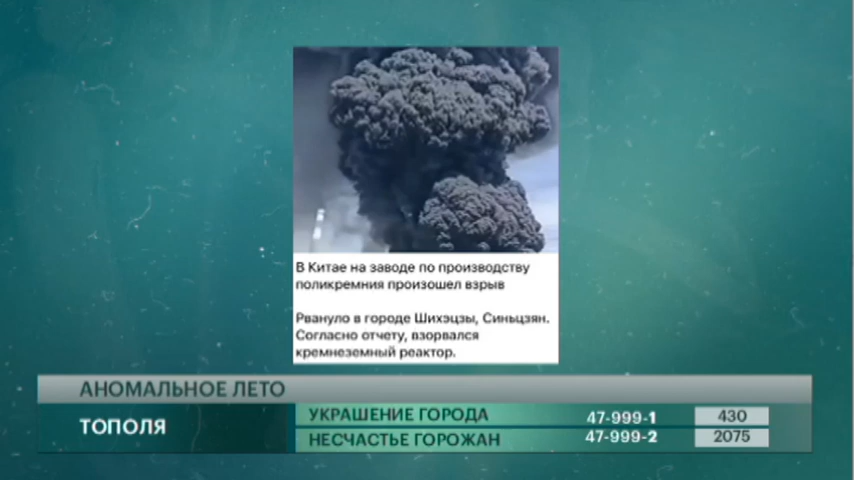 В Китае на заводе по производству
поликремния произошел взрыв
Рвануло в городе Шихэцзы, Синьцзян.
Согласно отчету, взорвался
кремнеземный реактор.
АНОМАЛЬНОЕ ЛЕТО
ТОПОЛЯ
УКРАШЕНИЕ ГОРОДА 47-999-1 430
НЕСЧАСТЬЕ ГОРОЖАН 47-999-2 2075